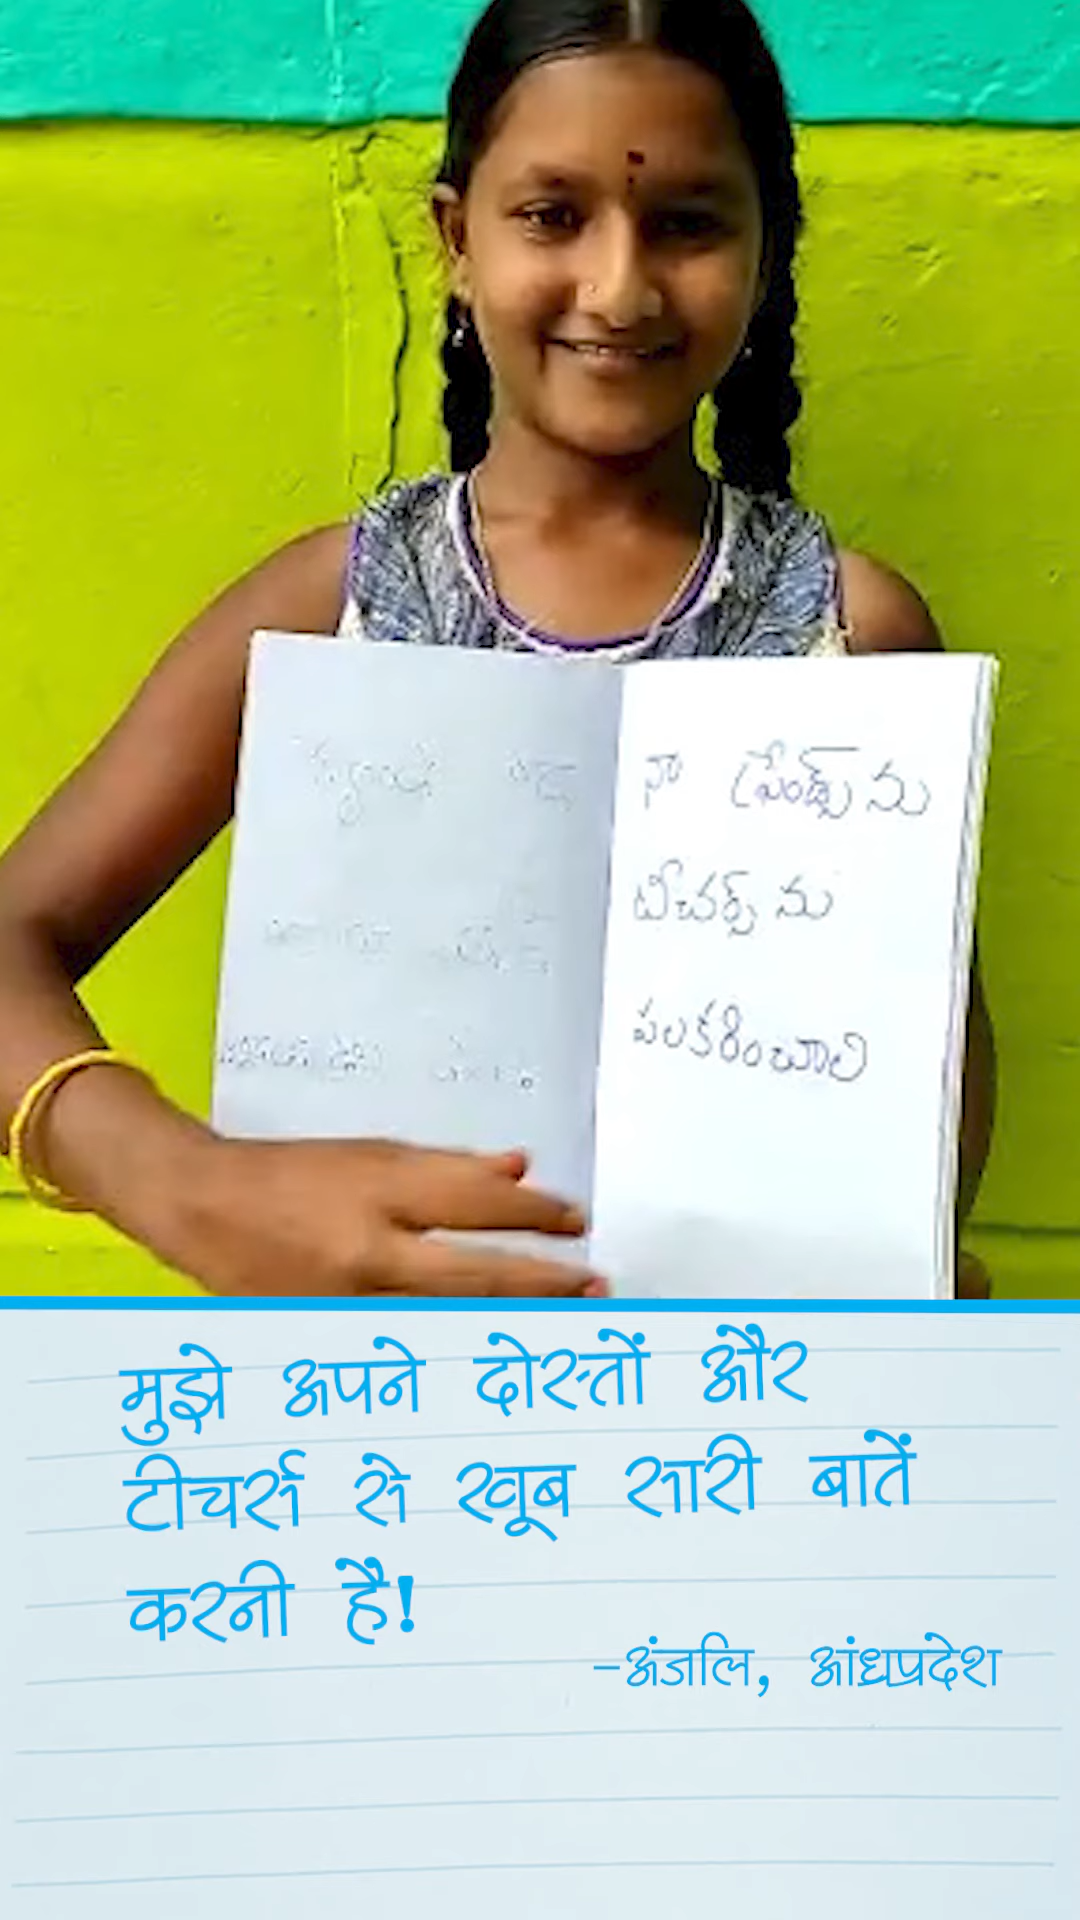 నా ఫ్రెండ్స్ ను
టీచర్స్ ను
పలకరించాలి
मुझे अपने दोस्तों और
टीचर्स से खूब सारी बातें
करनी है!
-अंजलि, आंध्रप्रदेश